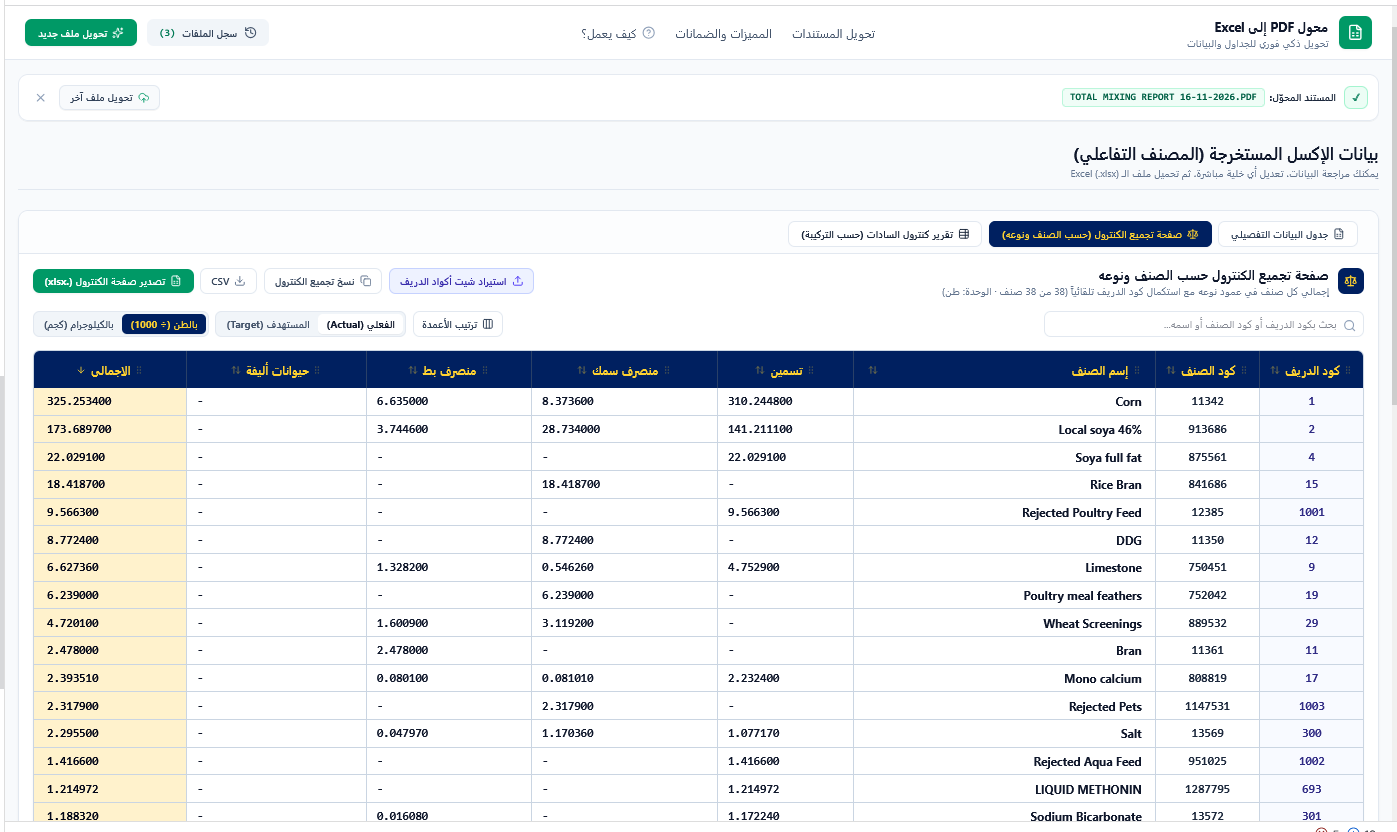 محول PDF إلى Excel
تحويل ذكي فوري للجداول والبيانات
تحويل المستندات
المميزات والضمانات
كيف يعمل؟
سجل الملفات (3)
تحويل ملف جديد
المستند المحوّل: TOTAL MIXING REPORT 16-11-2026.PDF
تحويل ملف آخر
بيانات الإكسل المستخرجة (المصنف التفاعلي)
يمكنك مراجعة البيانات، تعديل أي خلية مباشرة، ثم تحميل ملف الـ Excel (.xlsx)
جدول البيانات التفصيلي
صفحة تجميع الكنترول (حسب الصنف ونوعه)
تقرير كنترول السادات (حسب التركيبة)
صفحة تجميع الكنترول حسب الصنف ونوعه
إجمالي كل صنف في عمود نوعه مع استكمال كود الدريف تلقائياً (38 من 38 صنف · الوحدة: طن)
استيراد شيت أكواد الدريف
نسخ تجميع الكنترول
CSV
تصدير صفحة الكنترول (.xlsx)
بحث بكود الدريف أو كود الصنف أو اسمه...
ترتيب الأعمدة
الفعلي (Actual)
المستهدف (Target)
بالطن (÷ 1000)
بالكيلوجرام (كجم)
كود الدريف كود الصنف إسم الصنف تسمين منصرف سمك منصرف بط حيوانات أليفة الاجمالى
1 11342 Corn 310.244800 8.373600 6.635000 - 325.253400
2 913686 Local soya 46% 141.211100 28.734000 3.744600 - 173.689700
4 875561 Soya full fat 22.029100 - - - 22.029100
15 841686 Rice Bran - 18.418700 - - 18.418700
1001 12385 Rejected Poultry Feed 9.566300 - - - 9.566300
12 11350 DDG - 8.772400 - - 8.772400
9 750451 Limestone 4.752900 0.546260 1.328200 - 6.627360
19 752042 Poultry meal feathers - 6.239000 - - 6.239000
29 889532 Wheat Screenings - 3.119200 1.600900 - 4.720100
11 11361 Bran - - 2.478000 - 2.478000
17 808819 Mono calcium 2.232400 0.081010 0.080100 - 2.393510
1003 1147531 Rejected Pets - 2.317900 - - 2.317900
300 13569 Salt 1.077170 1.170360 0.047970 - 2.295500
1002 951025 Rejected Aqua Feed 1.416600 - - - 1.416600
693 1287795 LIQUID METHONIN 1.214972 - - - 1.214972
301 13572 Sodium Bicarbonate 1.172240 - 0.016080 - 1.188320